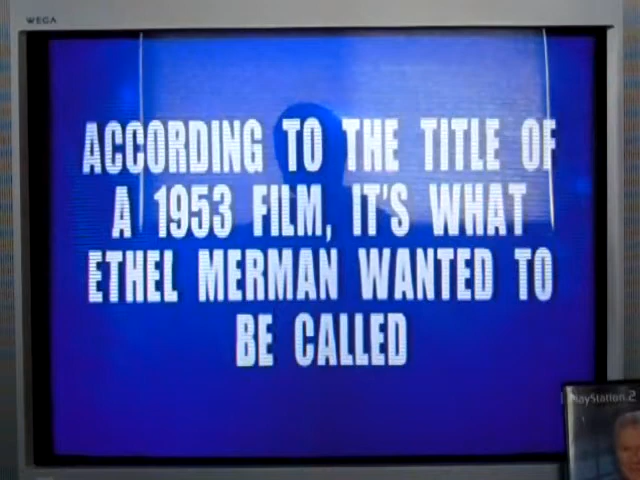 WEGA
ACCORDING TO THE TITLE OF
A 1953 FILM, IT'S WHAT
ETHEL MERMAN WANTED TO
BE CALLED
PlayStation.2